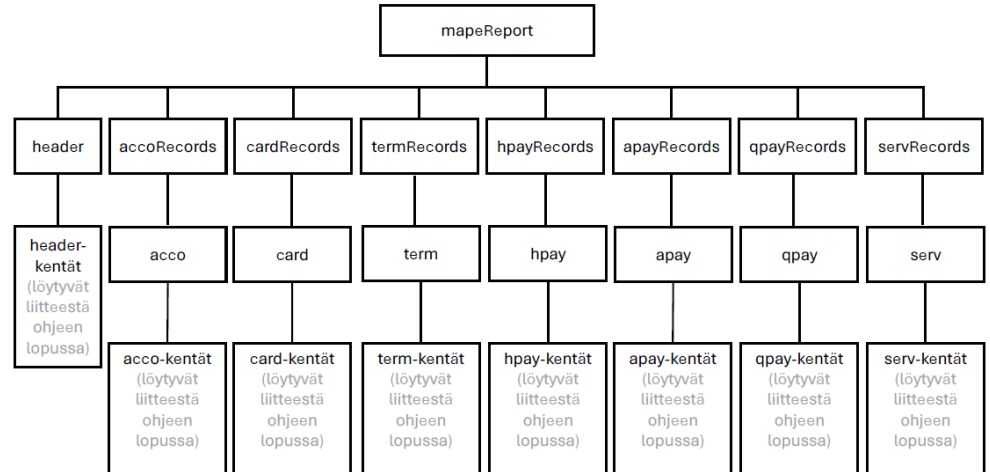 mapeReport
header
accoRecords
cardRecords
termRecords
hpayRecords
apayRecords
qpayRecords
servRecords
header-
kentät
(löytyvät
liitteestä
ohjeen
lopussa)
acco
card
term
hpay
apay
qpay
serv
acco-kentät
(löytyvät
liitteestä
ohjeen
lopussa)
card-kentät
(löytyvät
liitteestä
ohjeen
lopussa)
term-kentät
(löytyvät
liitteestä
ohjeen
lopussa)
hpay-kentät
(löytyvät
liitteestä
ohjeen
lopussa)
apay-kentät
(löytyvät
liitteestä
ohjeen
lopussa)
qpay-kentät
(löytyvät
liitteestä
ohjeen
lopussa)
serv-kentät
(löytyvät
liitteestä
ohjeen
lopussa)